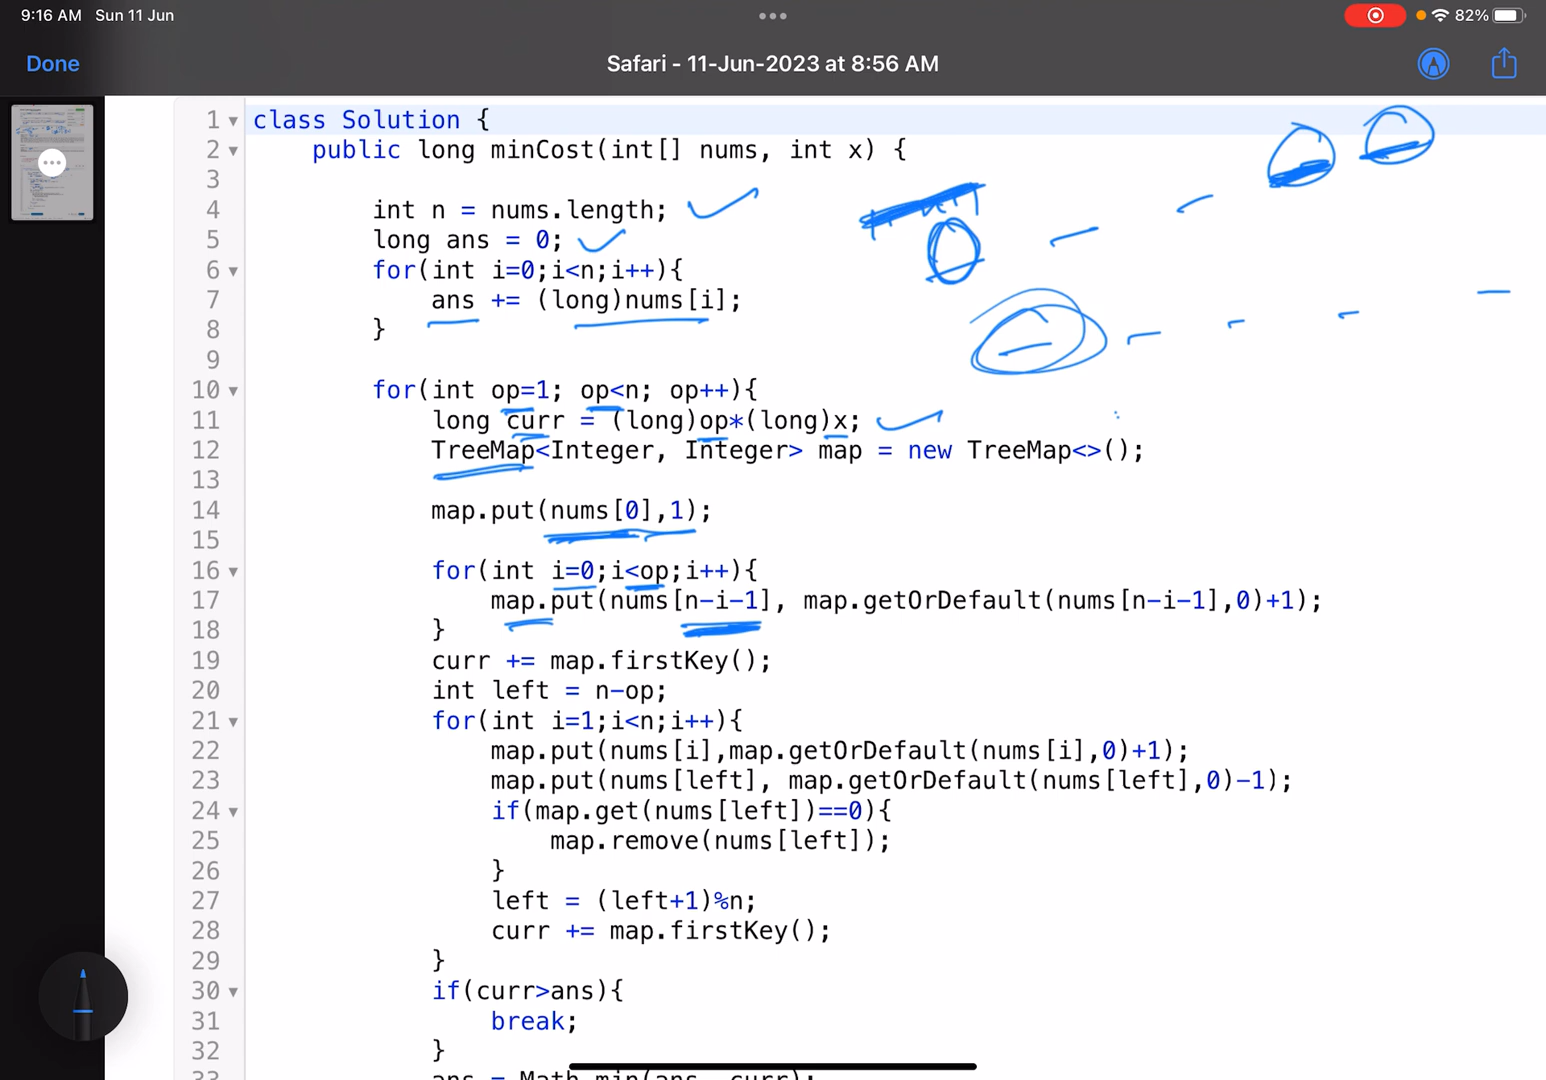 9:16 AM Sun 11 Jun
82%
Done
Safari - 11-Jun-2023 at 8:56 AM
1 class Solution {
2 public long minCost(int[] nums, int x) {
3
4 int n = nums.length;
5 long ans = 0;
6 for(int i=0;i<n;i++){
7 ans += (long)nums[i];
8 }
9
10 for(int op=1; op<n; op++){
11 long curr = (long)op*(long)x;
12 TreeMap<Integer, Integer> map = new TreeMap<>();
13
14 map.put(nums[0],1);
15
16 for(int i=0;i<op;i++){
17 map.put(nums[n-i-1], map.getOrDefault(nums[n-i-1],0)+1);
18 }
19 curr += map.firstKey();
20 int left = n-op;
21 for(int i=1;i<n;i++){
22 map.put(nums[i],map.getOrDefault(nums[i],0)+1);
23 map.put(nums[left], map.getOrDefault(nums[left],0)-1);
24 if(map.get(nums[left])==0){
25 map.remove(nums[left]);
26 }
27 left = (left+1)%n;
28 curr += map.firstKey();
29 }
30 if(curr>ans){
31 break;
32 }
33 ans = Math.min(ans, curr);